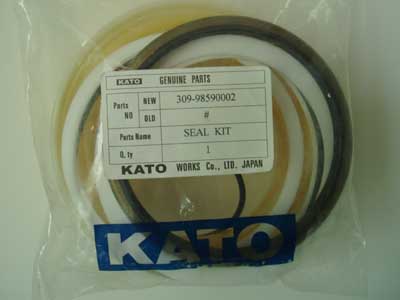 KATO GENUINE PARTS
Parts NO NEW 309-98590002
OLD #
Parts Name SEAL KIT
Q,ty 1
KATO WORKS Co., LTD. JAPAN
KATO